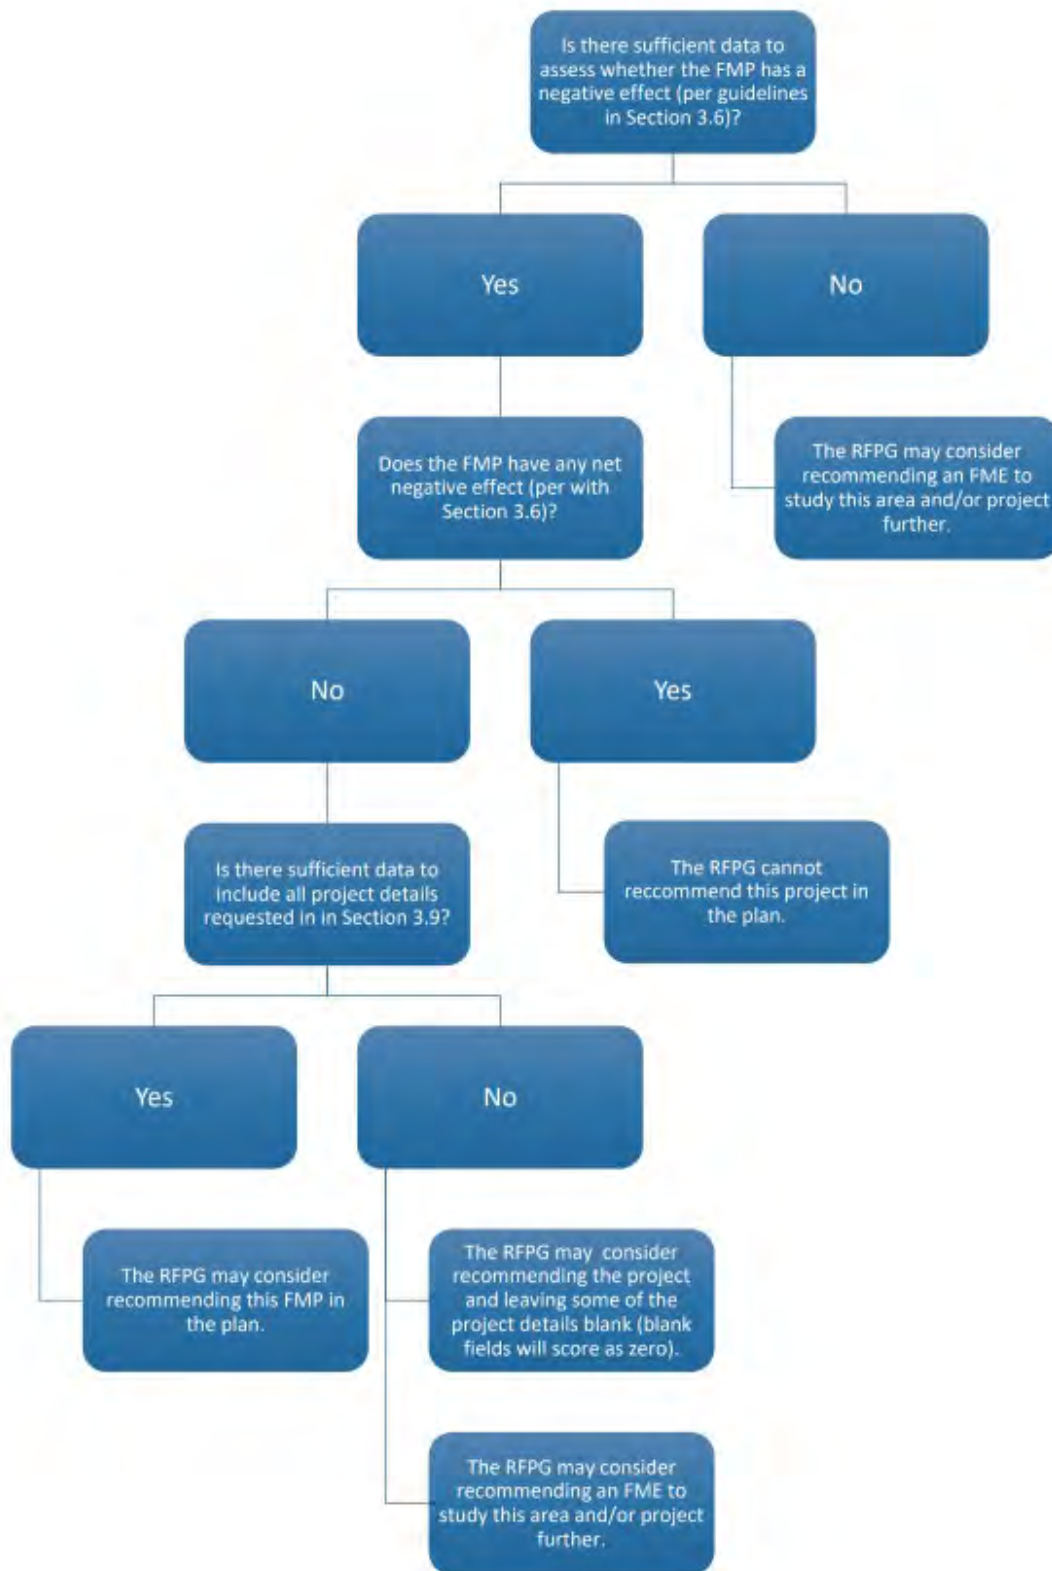 Is there sufficient data to
assess whether the FMP has a
negative effect (per guidelines
in Section 3.6)?
Yes
No
Does the FMP have any net
negative effect (per with
Section 3.6)?
The RFPG may consider
recommending an FME to
study this area and/or project
further.
No
Yes
Is there sufficient data to
include all project details
requested in in Section 3.9?
The RFPG cannot
reccommend this project in
the plan.
Yes
No
The RFPG may consider
recommending this FMP in
the plan.
The RFPG may  consider
recommending the project
and leaving some of the
project details blank (blank
fields will score as zero).
The RFPG may consider
recommending an FME to
study this area and/or project
further.